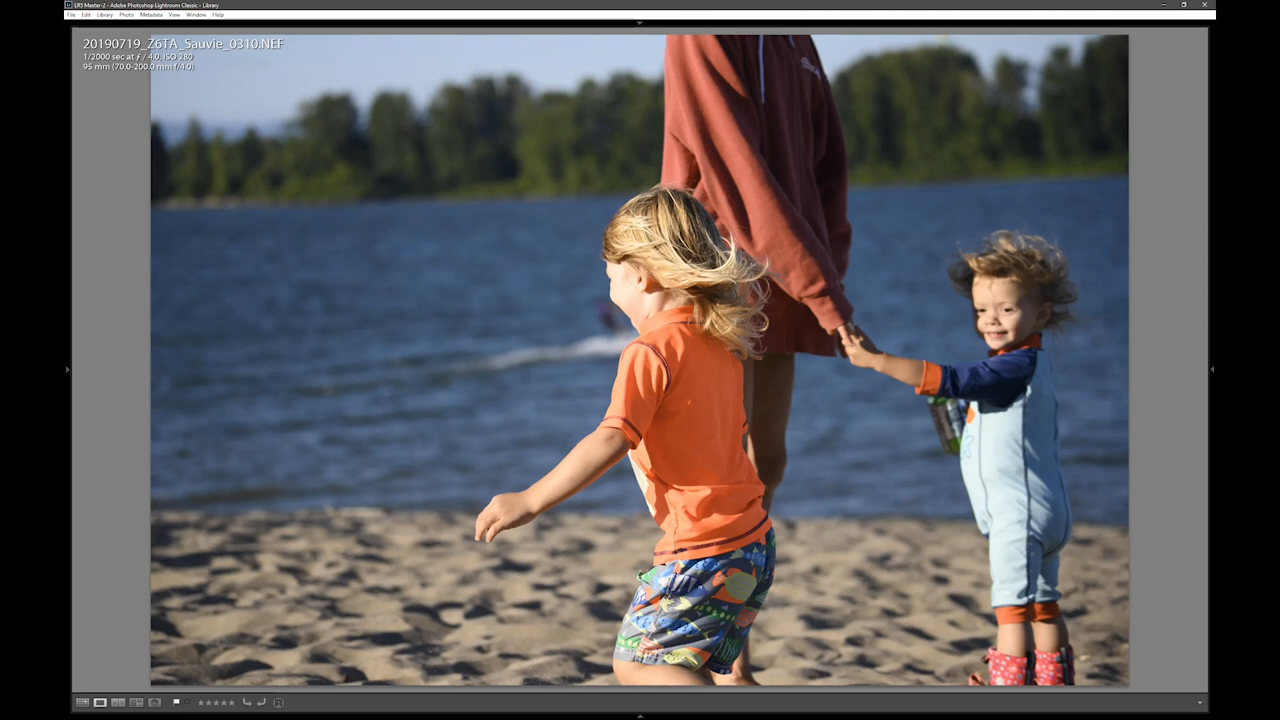 LR5 Master-2 - Adobe Photoshop Lightroom Classic - Library
File Edit Library Photo Metadata View Window Help
20190719_Z6TA_Sauvie_0310.NEF
1/2000 sec at ƒ / 4.0, ISO 280
95 mm (70.0-200.0 mm f/4.0)